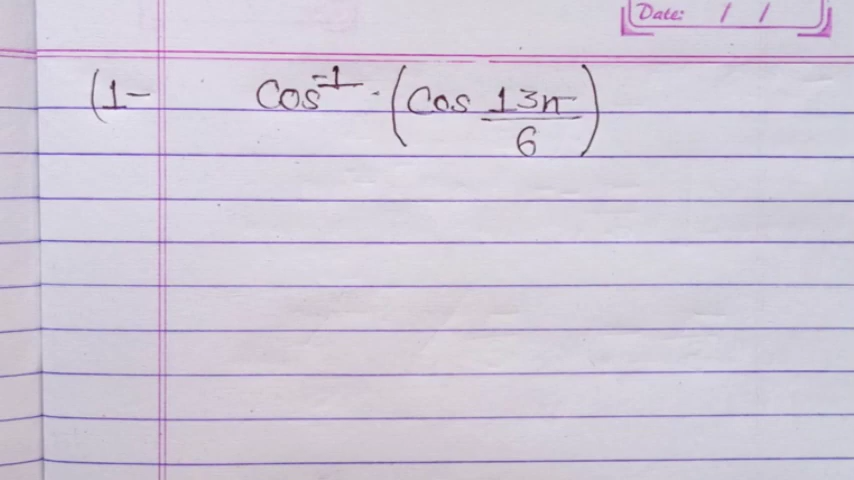 Date: / /
(1- Cos⁻¹ · (Cos 13π/6)